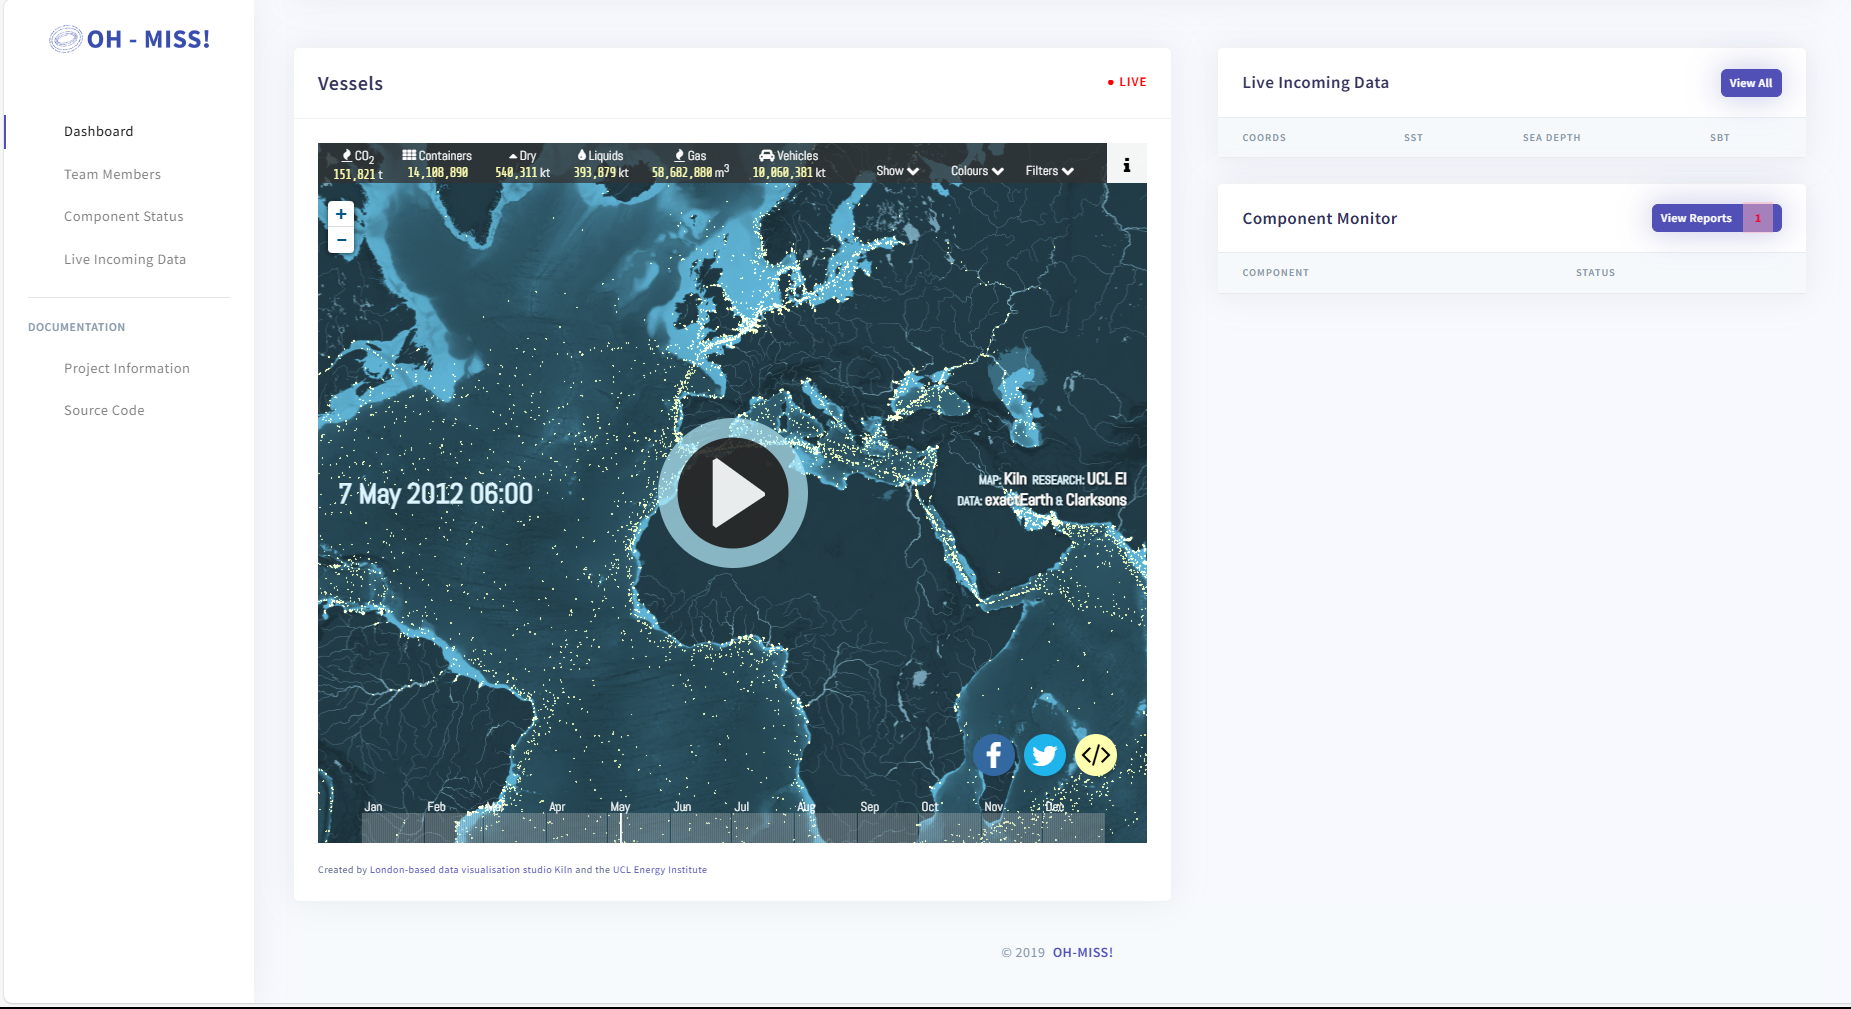 OH - MISS!
Dashboard
Team Members
Component Status
Live Incoming Data
DOCUMENTATION
Project Information
Source Code
Vessels
LIVE
CO2 Containers Dry Liquids Gas Vehicles
151,821 t 14,108,890 540,311 kt 393,879 kt 58,682,880 m3 10,060,381 kt
Show Colours Filters
i
+
−
7 May 2012 06:00
MAP: Kiln RESEARCH: UCL EI
DATA: exactEarth & Clarksons
f
</>
Jan Feb Mar Apr May Jun Jul Aug Sep Oct Nov Dec
Created by London-based data visualisation studio Kiln and the UCL Energy Institute
Live Incoming Data
View All
COORDS SST SEA DEPTH SBT
Component Monitor
View Reports 1
COMPONENT STATUS
© 2019 OH-MISS!